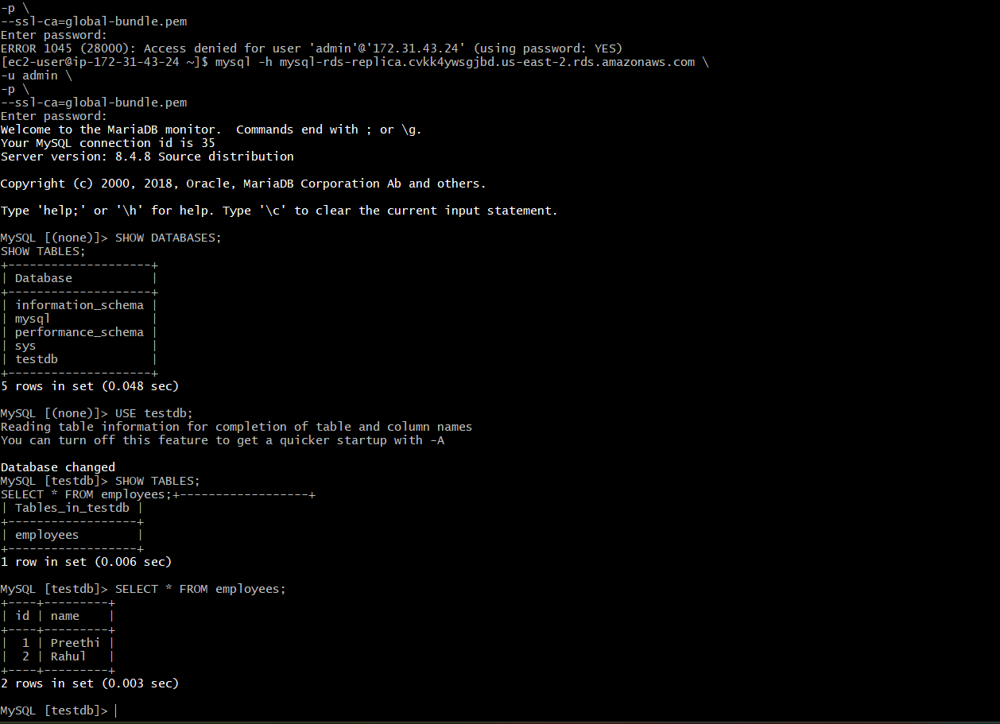 -p \
--ssl-ca=global-bundle.pem
Enter password:
ERROR 1045 (28000): Access denied for user 'admin'@'172.31.43.24' (using password: YES)
[ec2-user@ip-172-31-43-24 ~]$ mysql -h mysql-rds-replica.cvkk4ywsgjbd.us-east-2.rds.amazonaws.com \
-u admin \
-p \
--ssl-ca=global-bundle.pem
Enter password:
Welcome to the MariaDB monitor.  Commands end with ; or \g.
Your MySQL connection id is 35
Server version: 8.4.8 Source distribution

Copyright (c) 2000, 2018, Oracle, MariaDB Corporation Ab and others.

Type 'help;' or '\h' for help. Type '\c' to clear the current input statement.

MySQL [(none)]> SHOW DATABASES;
SHOW TABLES;
+--------------------+
| Database           |
+--------------------+
| information_schema |
| mysql              |
| performance_schema |
| sys                |
| testdb             |
+--------------------+
5 rows in set (0.048 sec)

MySQL [(none)]> USE testdb;
Reading table information for completion of table and column names
You can turn off this feature to get a quicker startup with -A

Database changed
MySQL [testdb]> SHOW TABLES;
SELECT * FROM employees;+------------------+
| Tables_in_testdb |
+------------------+
| employees        |
+------------------+
1 row in set (0.006 sec)

MySQL [testdb]> SELECT * FROM employees;
+----+---------+
| id | name    |
+----+---------+
|  1 | Preethi |
|  2 | Rahul   |
+----+---------+
2 rows in set (0.003 sec)

MySQL [testdb]>